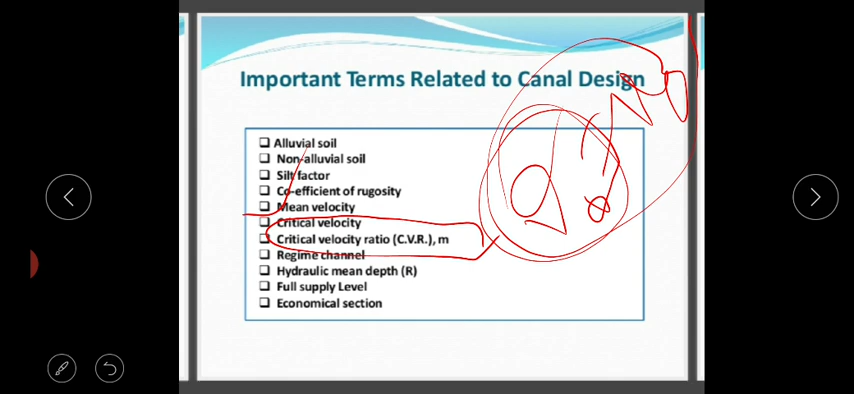 Important Terms Related to Canal Design
Alluvial soil
Non-alluvial soil
Silt factor
Co-efficient of rugosity
Mean velocity
Critical velocity
Critical velocity ratio (C.V.R.), m
Regime channel
Hydraulic mean depth (R)
Full supply Level
Economical section